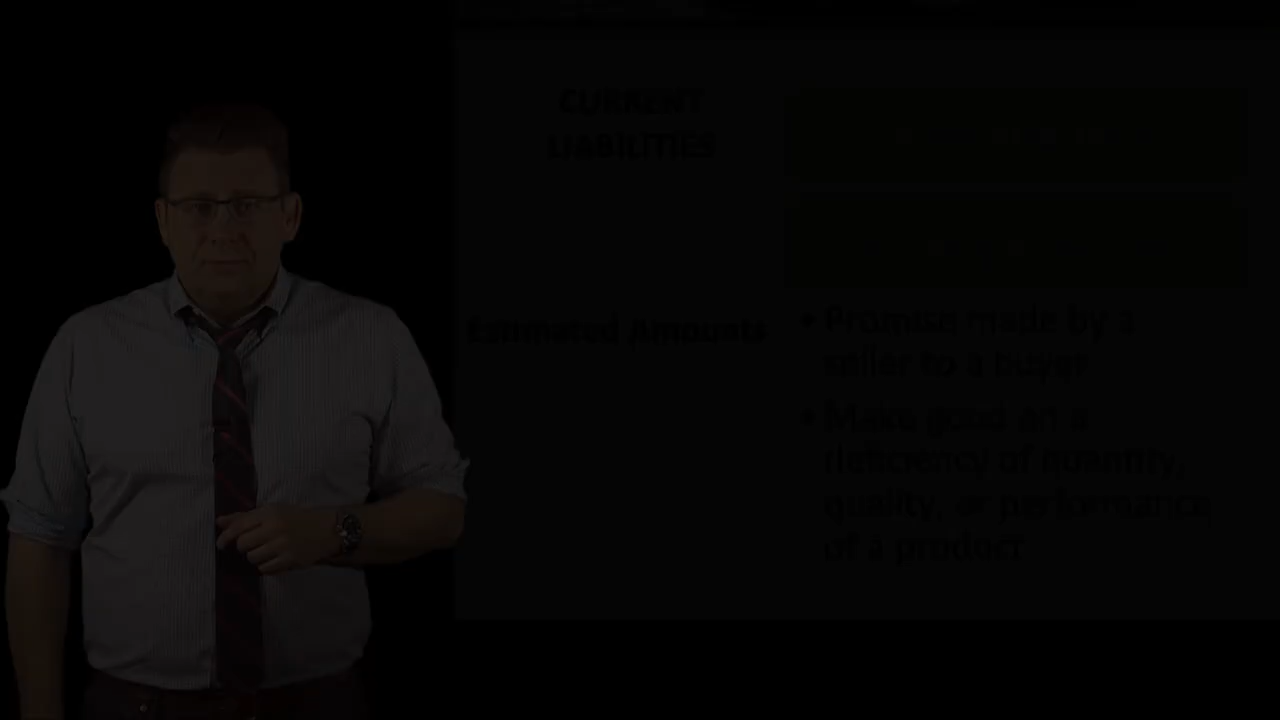 CURRENT
LIABILITIES
Estimated Amounts
• Promise made by a
seller to a buyer
• Make good on a
deficiency of quantity,
quality, or performance
of a product